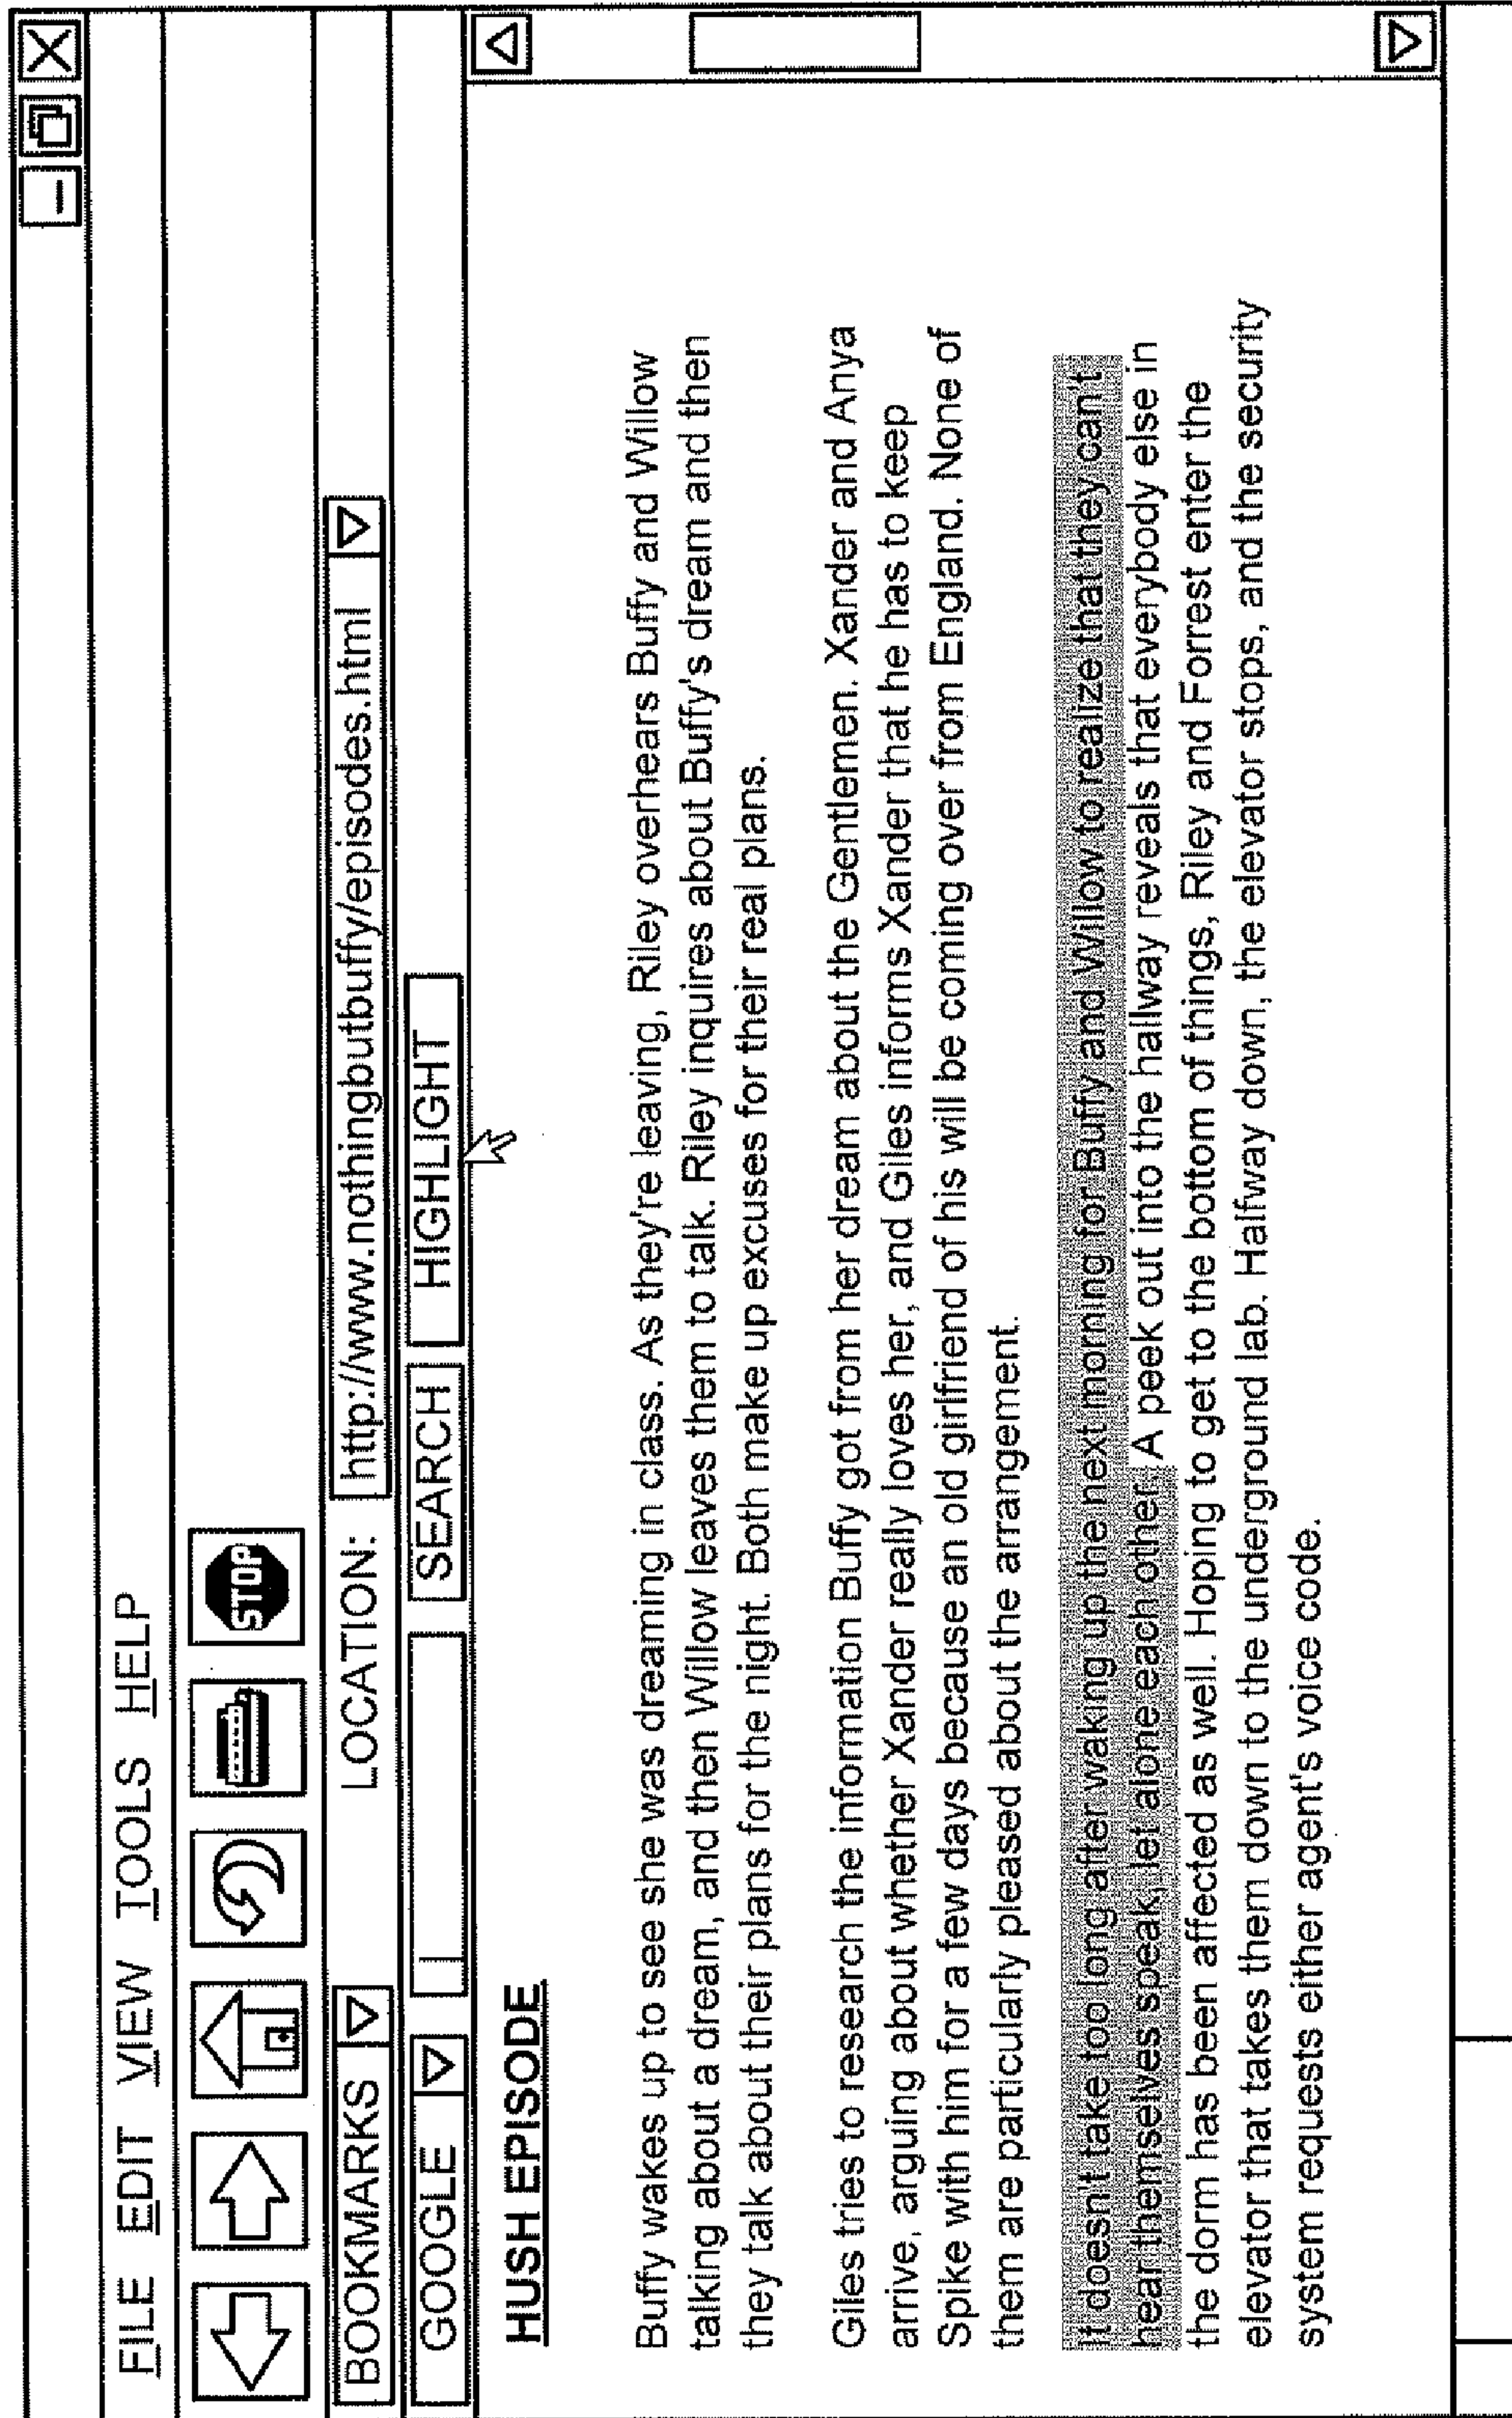 FILE EDIT VIEW TOOLS HELP
STOP
BOOKMARKS LOCATION: http://www.nothingbutbuffy/episodes.html
GOOGLE SEARCH HIGHLIGHT
HUSH EPISODE
Buffy wakes up to see she was dreaming in class. As they're leaving, Riley overhears Buffy and Willow
talking about a dream, and then Willow leaves them to talk. Riley inquires about Buffy's dream and then
they talk about their plans for the night. Both make up excuses for their real plans.
Giles tries to research the information Buffy got from her dream about the Gentlemen. Xander and Anya
arrive, arguing about whether Xander really loves her, and Giles informs Xander that he has to keep
Spike with him for a few days because an old girlfriend of his will be coming over from England. None of
them are particularly pleased about the arrangement.
It doesn't take too long after waking up the next morning for Buffy and Willow to realize that they can't
hear themselves speak, let alone each other. A peek out into the hallway reveals that everybody else in
the dorm has been affected as well. Hoping to get to the bottom of things, Riley and Forrest enter the
elevator that takes them down to the underground lab. Halfway down, the elevator stops, and the security
system requests either agent's voice code.